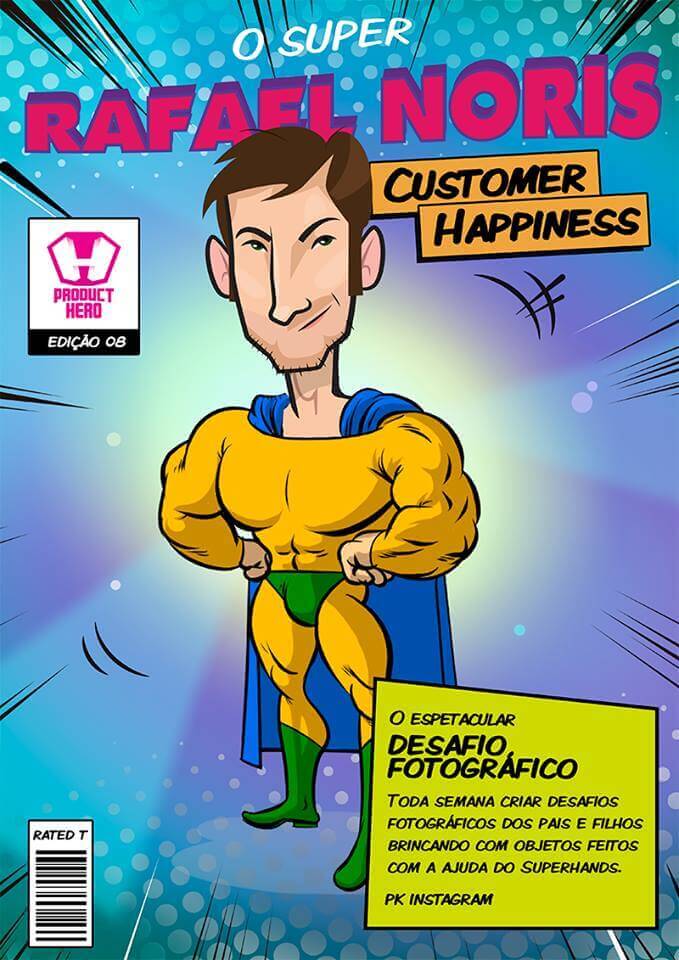 O SUPER
RAFAEL NORIS
CUSTOMER
HAPPINESS
PRODUCT
HERO
EDIÇÃO 08
O ESPETACULAR
DESAFIO
FOTOGRÁFICO
TODA SEMANA CRIAR DESAFIOS
FOTOGRÁFICOS DOS PAIS E FILHOS
BRINCANDO COM OBJETOS FEITOS
COM A AJUDA DO SUPERHANDS.
PK INSTAGRAM
RATED T